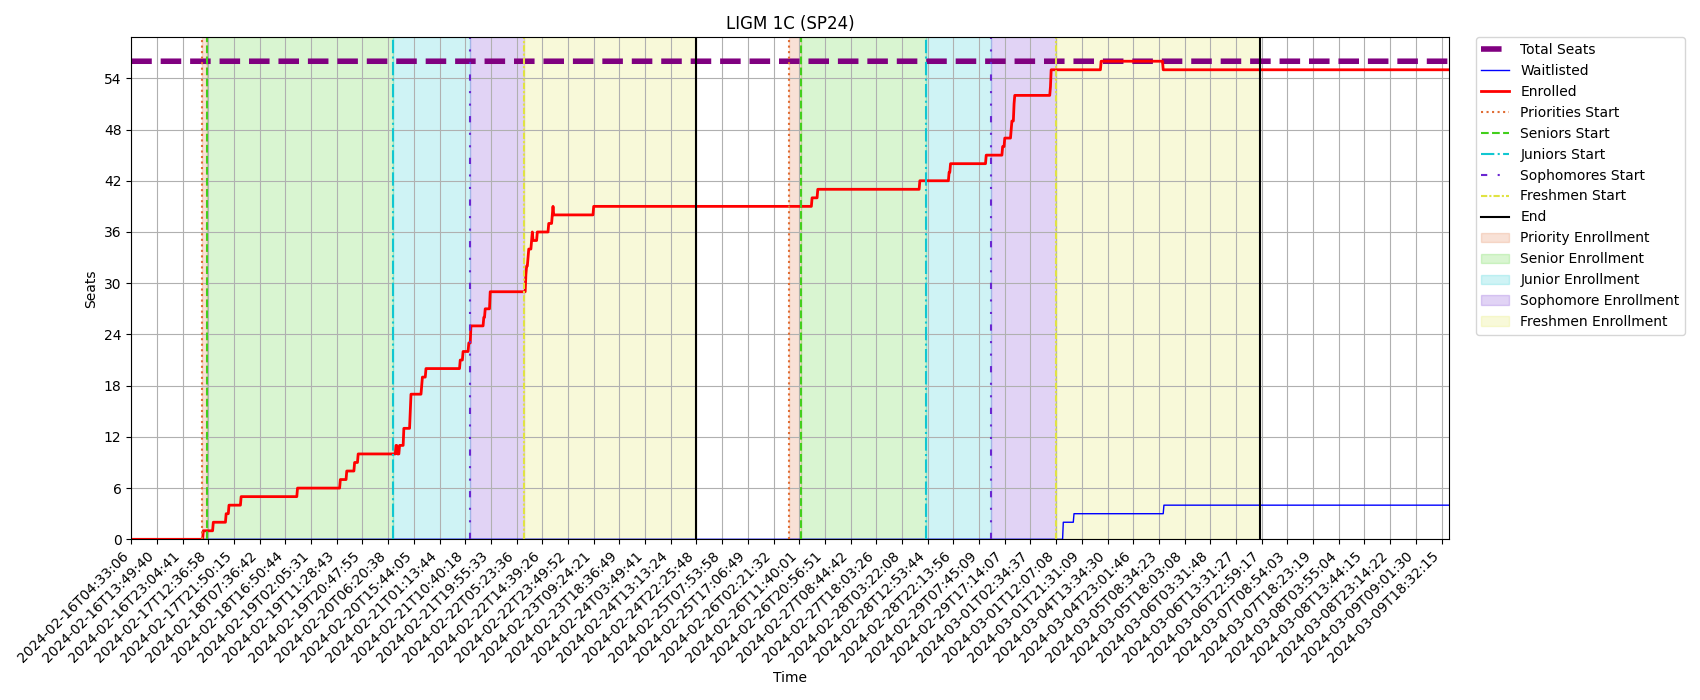 LIGM 1C (SP24)
Total Seats
Waitlisted
Enrolled
Priorities Start
Seniors Start
Juniors Start
Sophomores Start
Freshmen Start
End
Priority Enrollment
Senior Enrollment
Junior Enrollment
Sophomore Enrollment
Freshmen Enrollment
Seats
54
48
42
36
30
24
18
12
6
0
2024-02-16T04:33:06
2024-02-16T13:49:40
2024-02-16T23:04:41
2024-02-17T12:36:58
2024-02-17T21:50:15
2024-02-18T07:36:42
2024-02-18T16:50:44
2024-02-19T02:05:31
2024-02-19T11:28:43
2024-02-19T20:47:55
2024-02-20T06:20:38
2024-02-20T15:44:05
2024-02-21T01:13:44
2024-02-21T10:40:18
2024-02-21T19:55:33
2024-02-22T05:23:36
2024-02-22T14:39:26
2024-02-22T23:49:52
2024-02-23T09:24:21
2024-02-23T18:36:49
2024-02-24T03:49:41
2024-02-24T13:13:24
2024-02-24T22:25:48
2024-02-25T07:53:58
2024-02-25T17:06:49
2024-02-26T02:21:32
2024-02-26T11:40:01
2024-02-26T20:56:51
2024-02-27T08:44:42
2024-02-27T18:03:26
2024-02-28T03:22:08
2024-02-28T12:53:44
2024-02-28T22:13:56
2024-02-29T07:45:09
2024-02-29T17:14:07
2024-03-01T02:34:37
2024-03-01T12:07:08
2024-03-01T21:31:09
2024-03-04T13:34:30
2024-03-04T23:01:46
2024-03-05T08:34:23
2024-03-05T18:03:09
2024-03-06T03:31:48
2024-03-06T13:31:27
2024-03-06T22:59:17
2024-03-07T08:54:03
2024-03-07T18:23:19
2024-03-08T03:55:04
2024-03-08T13:44:15
2024-03-08T23:14:22
2024-03-09T09:01:30
2024-03-09T18:32:15
Time